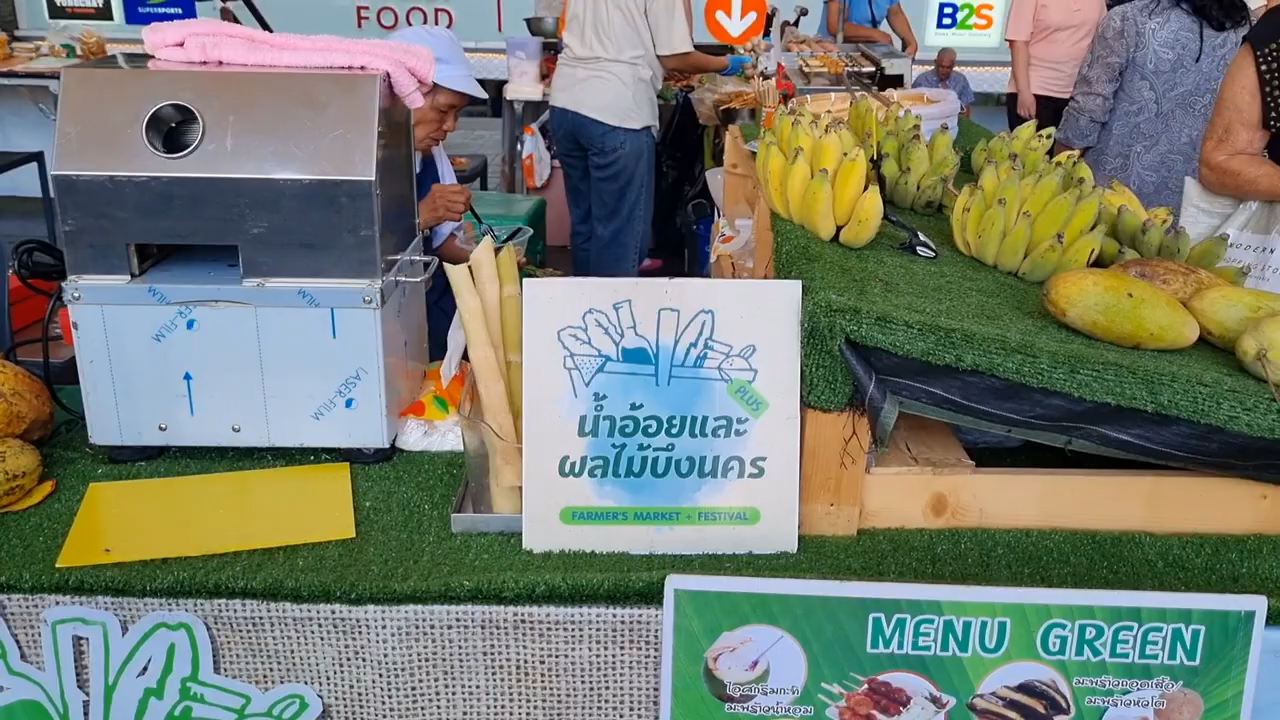 SUPERSPORTS
FOOD
B2S
LASER-FILM
LASER-FILM
PLUS
น้ำอ้อยและ
ผลไม้บึงนคร
FARMER'S MARKET + FESTIVAL
MODERN
MENU GREEN
ไอศกรีมกะทิ
มะพร้าวน้ำหอม